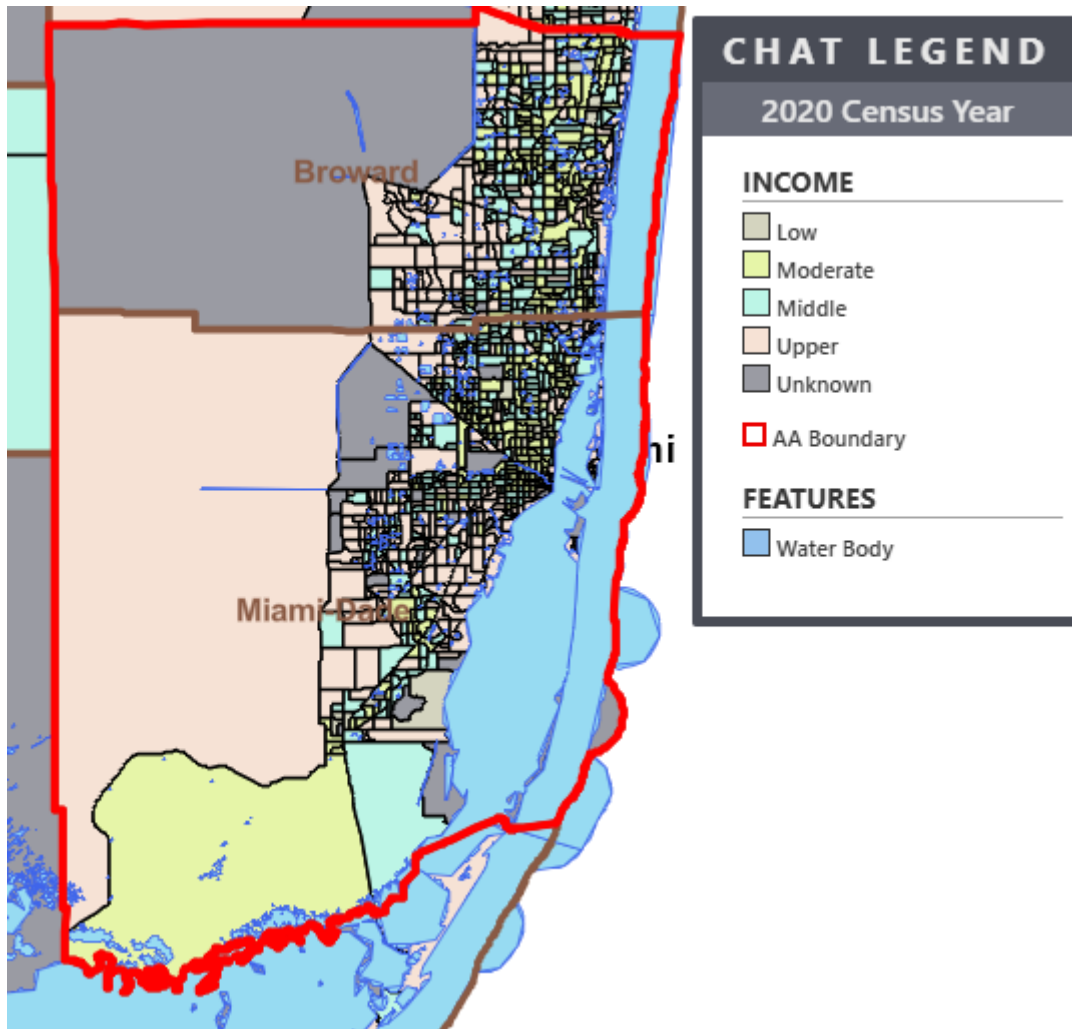 CHAT LEGEND
2020 Census Year
INCOME
Low
Moderate
Middle
Upper
Unknown
AA Boundary
FEATURES
Water Body
Broward
Miami-Dade